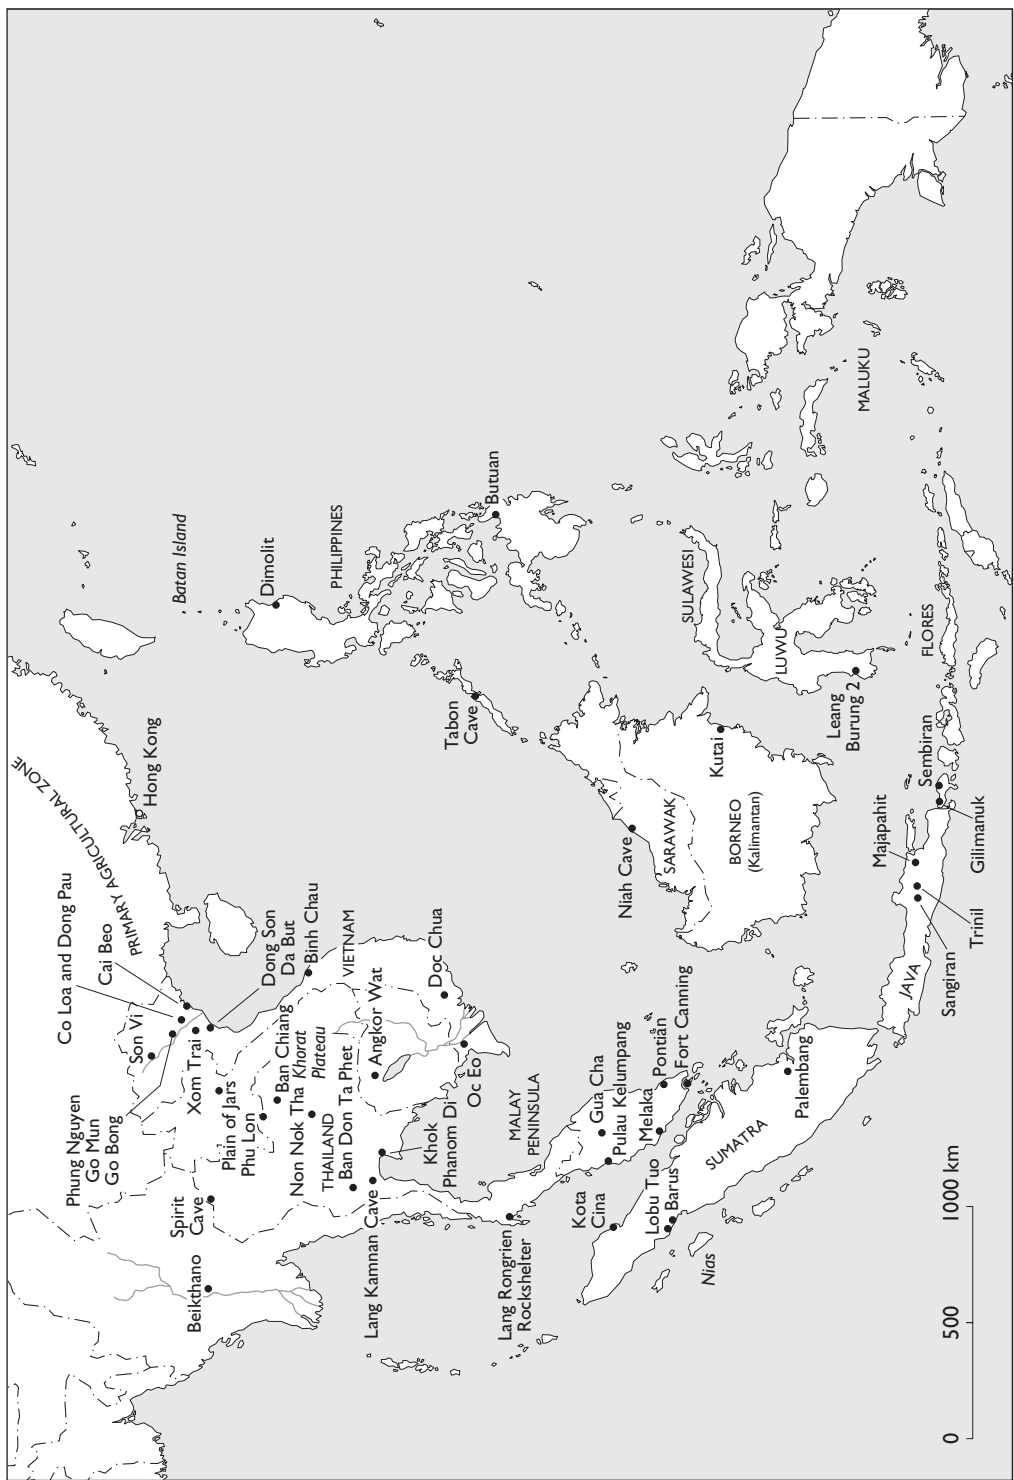 PRIMARY AGRICULTURAL ZONE
Hong Kong
Co Loa and Dong Pau
Cai Beo
Son Vi
Phung Nguyen
Go Mun
Go Bong
Xom Trai
Dong Son
Da But
Binh Chau
VIETNAM
Plain of Jars
Phu Lon
Ban Chiang
Khorat
Plateau
Non Nok Tha
THAILAND
Ban Don Ta Phet
Angkor Wat
Doc Chua
Oc Eo
Khok
Phanom Di
Spirit
Cave
Beikthano
Lang Kamnan Cave
Lang Rongrien
Rockshelter
MALAY
PENINSULA
Gua Cha
Pulau Kelumpang
Melaka
Pontian
Fort Canning
Kota
Cina
Lobu Tuo
Barus
Nias
SUMATRA
Palembang
Batan Island
Dimolit
PHILIPPINES
Butuan
Tabon
Cave
Niah Cave
SARAWAK
BORNEO
(Kalimantan)
Kutai
SULAWESI
LUWU
Leang
Burung 2
MALUKU
FLORES
Sembiran
Gilimanuk
Majapahit
Trinil
Sangiran
JAVA
0 500 1000 km